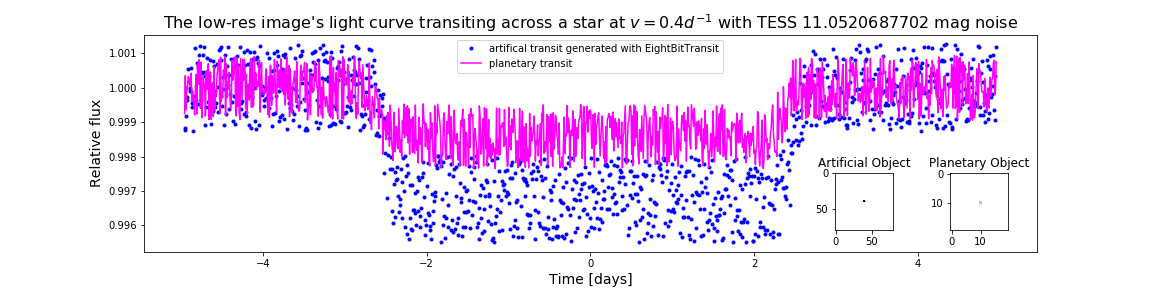 The low-res image's light curve transiting across a star at v = 0.4d⁻¹ with TESS 11.0520687702 mag noise
artifical transit generated with EightBitTransit
planetary transit
Relative flux
1.001
1.000
0.999
0.998
0.997
0.996
Artificial Object
0
50
0
50
Planetary Object
0
10
0
10
−4
−2
0
2
4
Time [days]